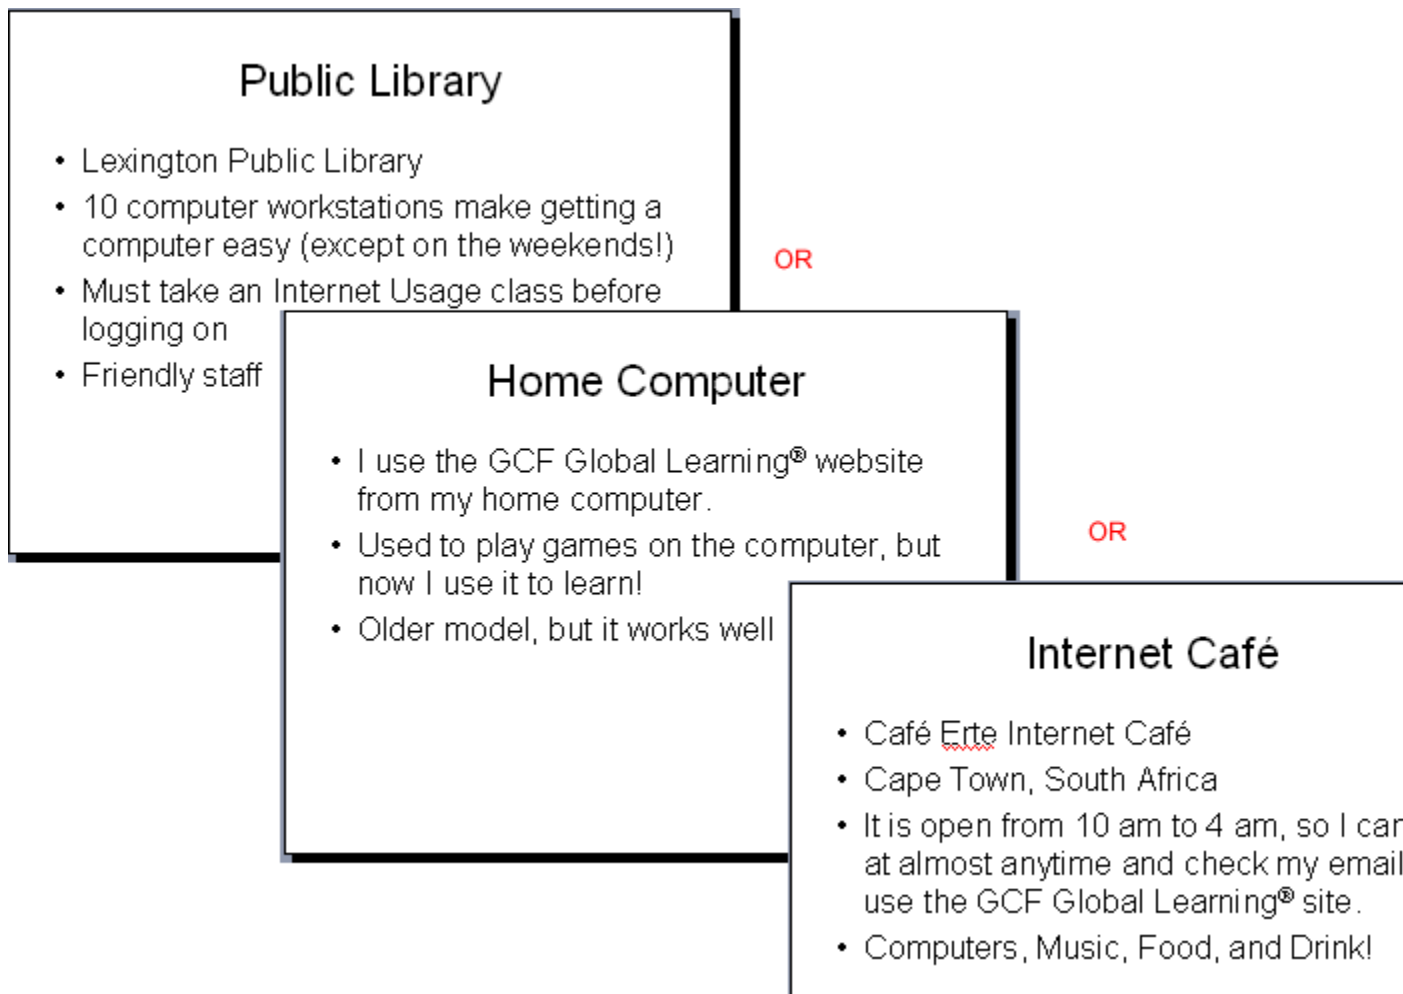 Public Library
• Lexington Public Library
• 10 computer workstations make getting a
computer easy (except on the weekends!)
• Must take an Internet Usage class before
logging on
• Friendly staff
OR
Home Computer
• I use the GCF Global Learning® website
from my home computer.
• Used to play games on the computer, but
now I use it to learn!
• Older model, but it works well
OR
Internet Café
• Café Erte Internet Café
• Cape Town, South Africa
• It is open from 10 am to 4 am, so I
at almost anytime and check my email
use the GCF Global Learning® site.
• Computers, Music, Food, and Drink!